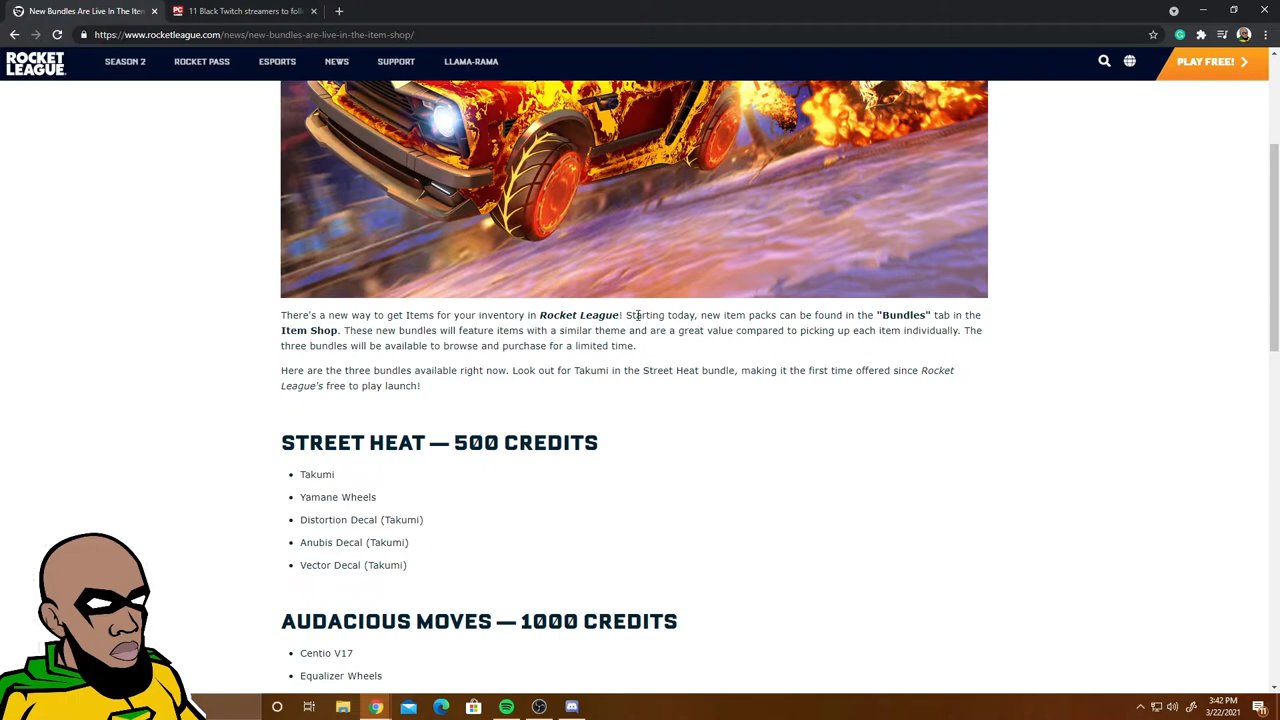 New Bundles Are Live In The Item
11 Black Twitch streamers to foll
https://www.rocketleague.com/news/new-bundles-are-live-in-the-item-shop/
ROCKET
LEAGUE
SEASON 2
ROCKET PASS
ESPORTS
NEWS
SUPPORT
LLAMA-RAMA
PLAY FREE!
There's a new way to get Items for your inventory in Rocket League! Starting today, new item packs can be found in the "Bundles" tab in the
Item Shop. These new bundles will feature items with a similar theme and are a great value compared to picking up each item individually. The
three bundles will be available to browse and purchase for a limited time.
Here are the three bundles available right now. Look out for Takumi in the Street Heat bundle, making it the first time offered since Rocket
League's free to play launch!
STREET HEAT — 500 CREDITS
• Takumi
• Yamane Wheels
• Distortion Decal (Takumi)
• Anubis Decal (Takumi)
• Vector Decal (Takumi)
AUDACIOUS MOVES — 1000 CREDITS
• Centio V17
• Equalizer Wheels
3:42 PM
3/22/2021